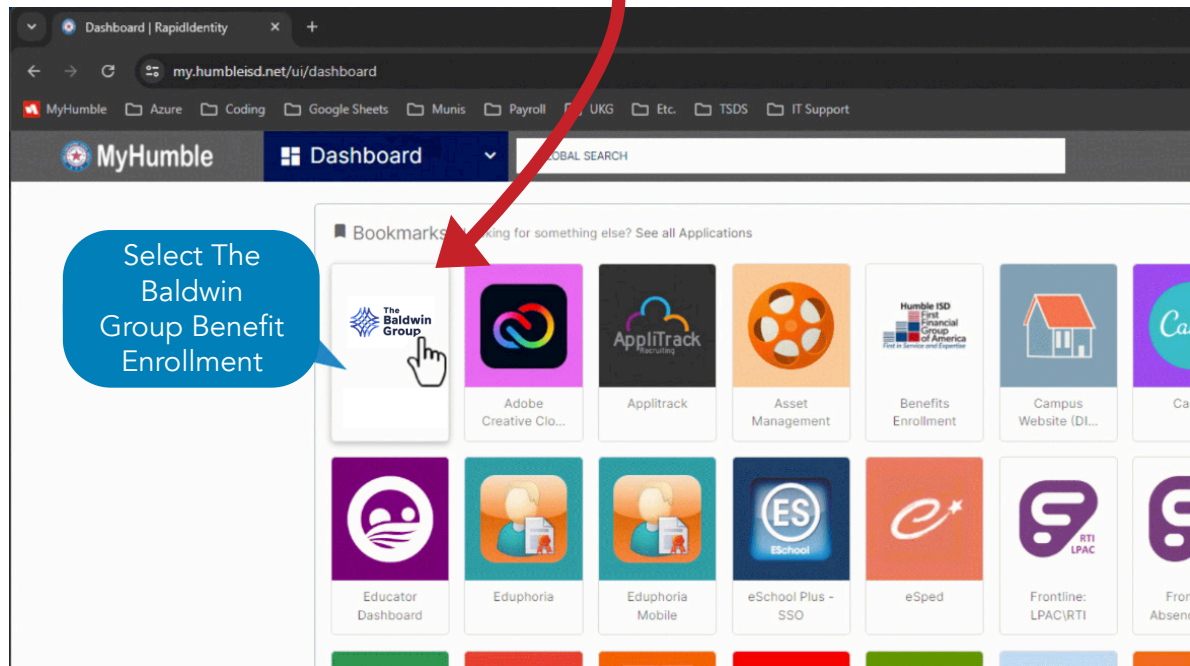 Dashboard | RapidIdentity
my.humbleisd.net/ui/dashboard
MyHumble Azure Coding Google Sheets Munis Payroll UKG Etc. TSDS IT Support
MyHumble Dashboard OBAL SEARCH
Bookmarks king for something else? See all Applications
Select The
Baldwin
Group Benefit
Enrollment
The
Baldwin
Group
AppliTrack
Recruiting
Humble ISD
First
Financial
Group
of America
First in Service and Expertise
Ca
Adobe
Creative Clo...
Applitrack
Asset
Management
Benefits
Enrollment
Campus
Website (DI...
Ca
ES
ESchool
RTI
LPAC
Educator
Dashboard
Eduphoria
Eduphoria
Mobile
eSchool Plus -
SSO
eSped
Frontline:
LPAC\RTI
Fron
Absenc